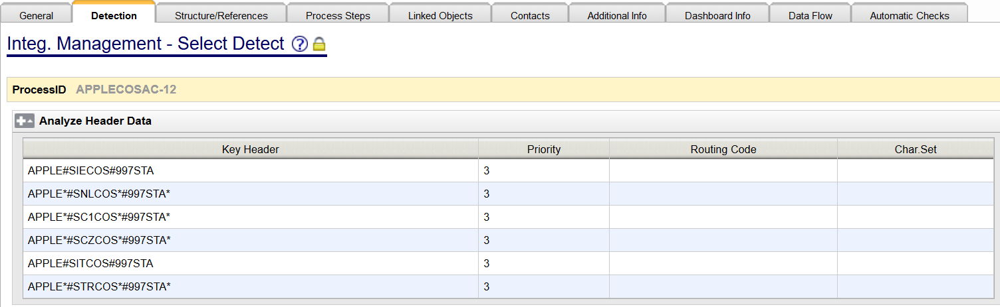 General Detection Structure/References Process Steps Linked Objects Contacts Additional Info Dashboard Info Data Flow Automatic Checks
Integ. Management - Select Detect ?
ProcessID APPLECOSAC-12
Analyze Header Data
Key Header Priority Routing Code Char.Set
APPLE#SIECOS#997STA 3
APPLE*#SNLCOS*#997STA* 3
APPLE*#SC1COS*#997STA* 3
APPLE*#SCZCOS*#997STA* 3
APPLE#SITCOS#997STA 3
APPLE*#STRCOS*#997STA* 3